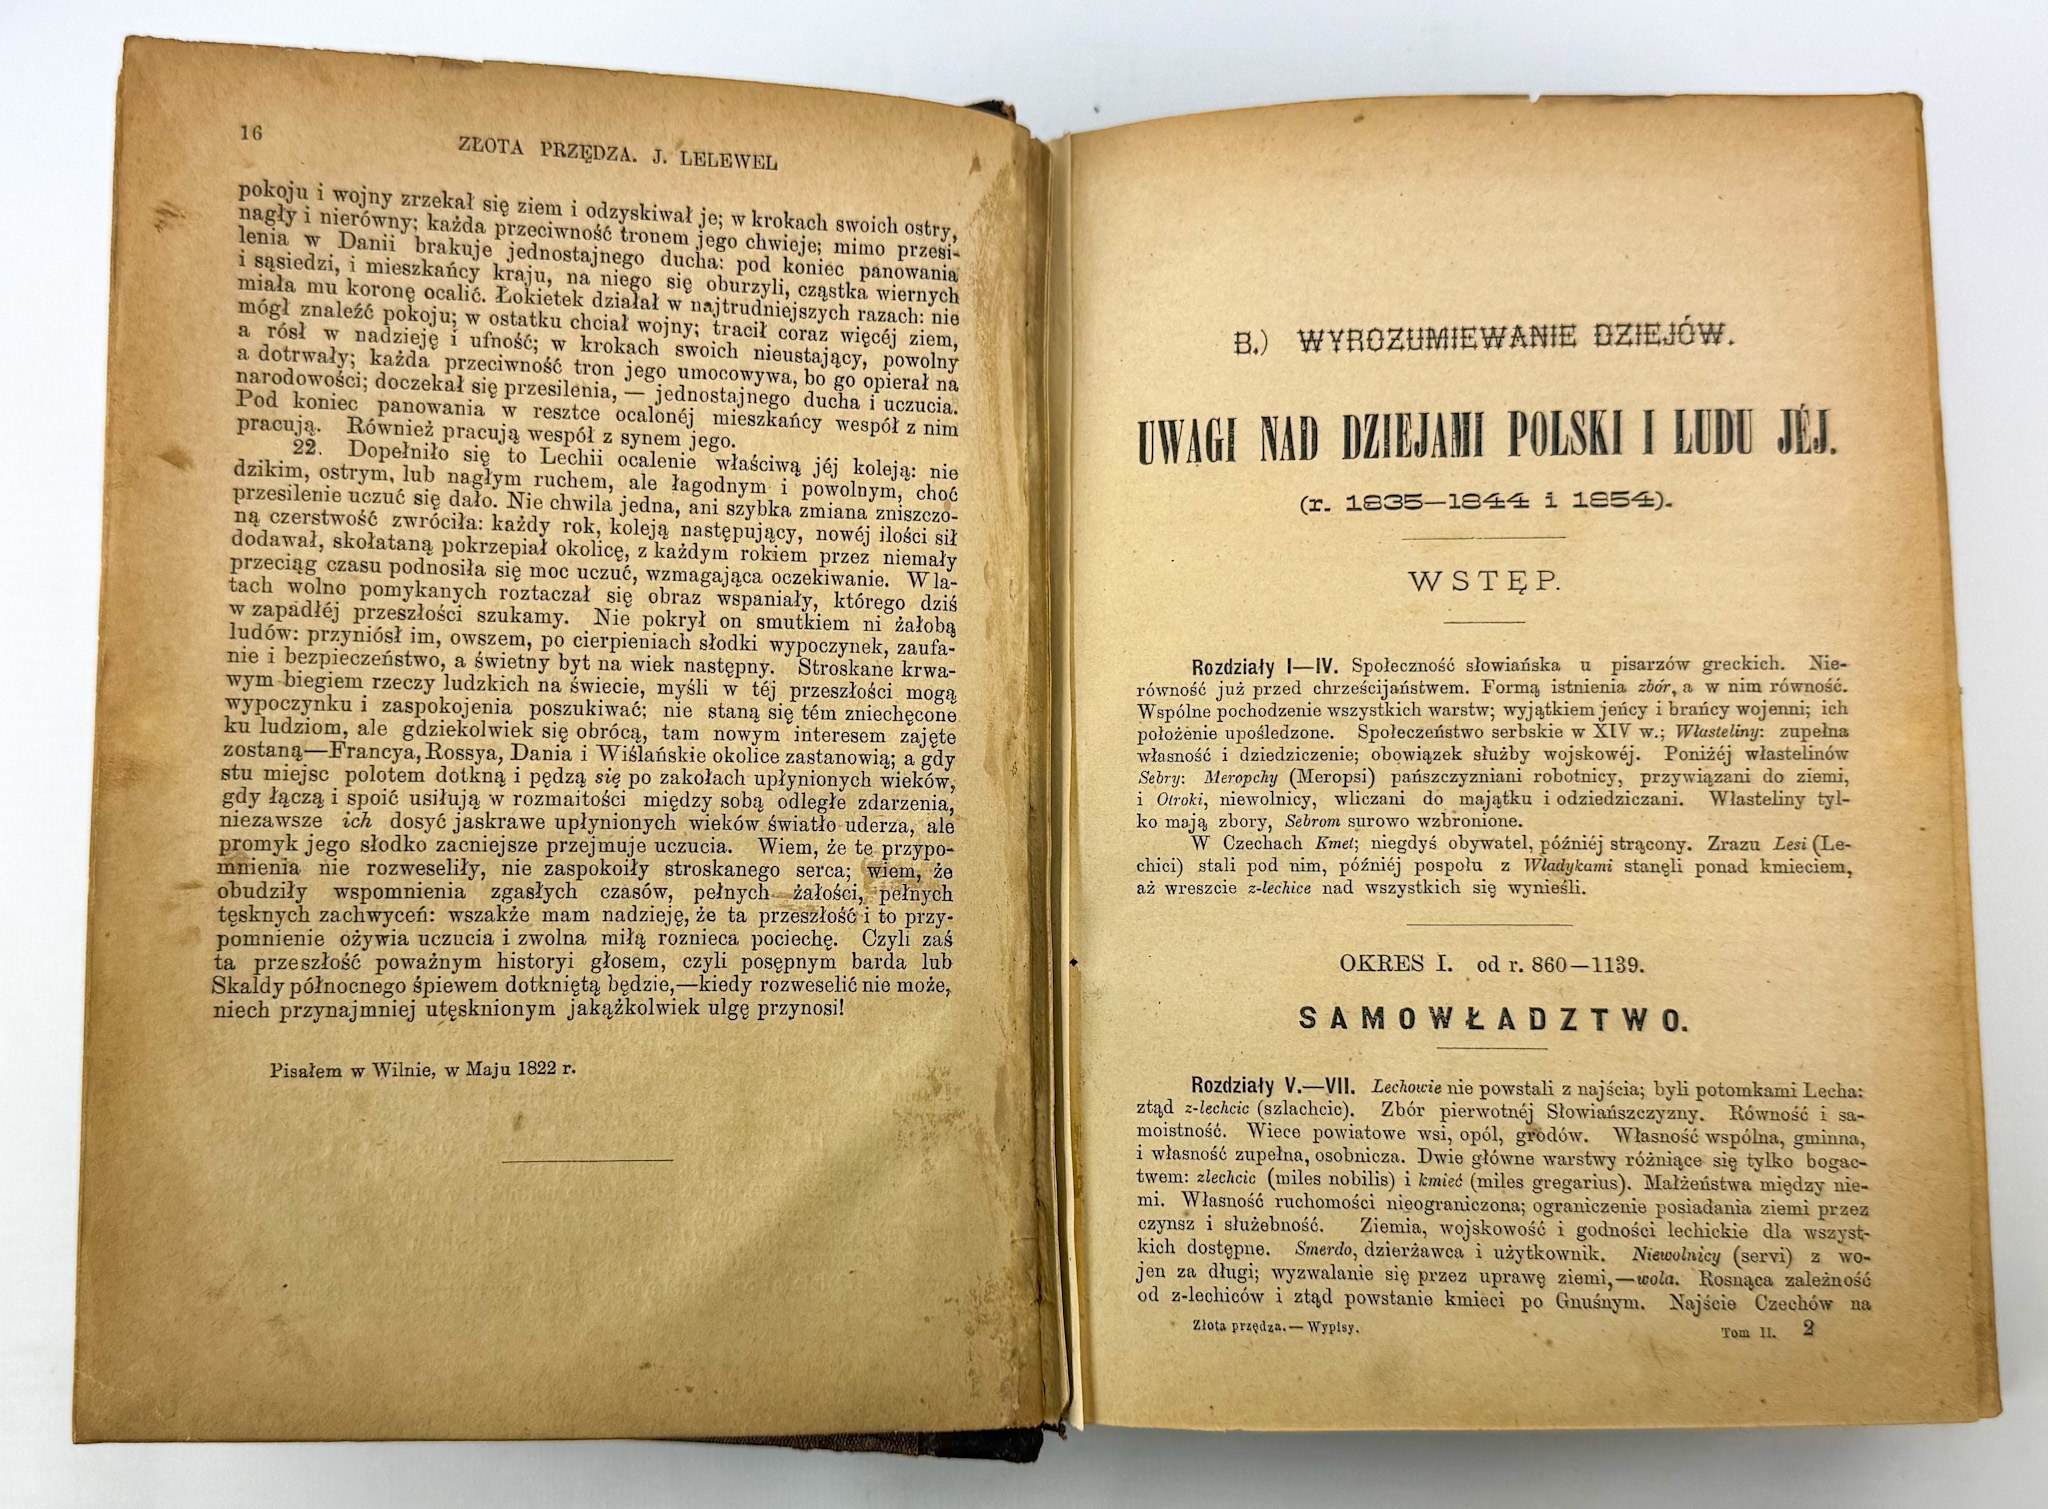 16
ZŁOTA PRZĘDZA. J. LELEWEL
pokoju i wojny zrzekał się ziem i odzyskiwał je; w krokach swoich ostry,
nagły i nierówny; każda przeciwność tronem jego chwieje; mimo przesi-
lenia w Danii brakuje jednostajnego ducha: pod koniec panowania
i sąsiedzi, i mieszkańcy kraju, na niego się oburzyli, cząstka wiernych
miała mu koronę ocalić. Łokietek działał w najtrudniejszych razach: nie
mógł znaleźć pokoju; w ostatku chciał wojny; tracił coraz więcéj ziem,
a rósł w nadzieję i ufność; w krokach swoich nieustający, powolny
a dotrwały; każda przeciwność tron jego umocowywa, bo go opierał na
narodowości; doczekał się przesilenia, — jednostajnego ducha i uczucia.
Pod koniec panowania w resztce ocalonéj mieszkańcy wespół z nim
pracują. Również pracują wespół z synem jego.
22. Dopełniło się to Lechii ocalenie właściwą jéj koleją: nie
dzikim, ostrym, lub nagłym ruchem, ale łagodnym i powolnym, choć
przesilenie uczuć się dało. Nie chwila jedna, ani szybka zmiana zniszczo-
ną czerstwość zwróciła: każdy rok, koleją następujący, nowéj ilości sił
dodawał, skołataną pokrzepiał okolicę, z każdym rokiem przez niemały
przeciąg czasu podnosiła się moc uczuć, wzmagająca oczekiwanie. W la-
tach wolno pomykanych roztaczał się obraz wspaniały, którego dziś
w zapadłéj przeszłości szukamy. Nie pokrył on smutkiem ni żałobą
ludów: przyniósł im, owszem, po cierpieniach słodki wypoczynek, zaufa-
nie i bezpieczeństwo, a świetny byt na wiek następny. Stroskane krwa-
wym biegiem rzeczy ludzkich na świecie, myśli w téj przeszłości mogą
wypoczynku i zaspokojenia poszukiwać; nie staną się tém zniechęcone
ku ludziom, ale gdziekolwiek się obrócą, tam nowym interesem zajęte
zostaną—Francya, Rossya, Dania i Wiślańskie okolice zastanowią; a gdy
stu miejsc polotem dotkną i pędzą się po zakołach upłynionych wieków,
gdy łączą i spoić usiłują w rozmaitości między sobą odległe zdarzenia,
niezawsze ich dosyć jaskrawe upłynionych wieków światło uderza, ale
promyk jego słodko zacniejsze przejmuje uczucia. Wiem, że te przypo-
mnienia nie rozweseliły, nie zaspokoiły stroskanego serca; wiem, że
obudziły wspomnienia zgasłych czasów, pełnych żałości, pełnych
tęsknych zachwyceń: wszakże mam nadzieję, że ta przeszłość i to przy-
pomnienie ożywia uczucia i zwolna miłą roznieca pociechę. Czyli zaś
ta przeszłość poważnym historyi głosem, czyli posępnym barda lub
Skaldy północnego śpiewem dotkniętą będzie,—kiedy rozweselić nie może,
niech przynajmniej utęsknionym jakążkolwiek ulgę przynosi!
Pisałem w Wilnie, w Maju 1822 r.
B.) WYROZUMIEWANIE DZIEJÓW.
UWAGI NAD DZIEJAMI POLSKI I LUDU JÉJ.
(r. 1835—1844 i 1854).
WSTĘP.
Rozdziały I—IV. Społeczność słowiańska u pisarzów greckich. Nie-
równość już przed chrześcijaństwem. Formą istnienia zbór, a w nim równość.
Wspólne pochodzenie wszystkich warstw; wyjątkiem jeńcy i brańcy wojenni; ich
położenie upośledzone. Społeczeństwo serbskie w XIV w.; Własteliny: zupełna
własność i dziedziczenie; obowiązek służby wojskowéj. Poniżéj włastelinów
Sebry: Meropchy (Meropsi) pańszczyzniani robotnicy, przywiązani do ziemi,
i Otroki, niewolnicy, wliczani do majątku i odziedziczani. Własteliny tyl-
ko mają zbory, Sebrom surowo wzbronione.
W Czechach Kmet; niegdyś obywatel, późniéj strącony. Zrazu Lesi (Le-
chici) stali pod nim, późniéj pospołu z Władykami stanęli ponad kmieciem,
aż wreszcie z-lechice nad wszystkich się wynieśli.
OKRES I. od r. 860—1139.
SAMOWŁADZTWO.
Rozdziały V.—VII. Lechowie nie powstali z najścia; byli potomkami Lecha:
ztąd z-lechcic (szlachcic). Zbór pierwotnéj Słowiańszczyzny. Równość i sa-
moistność. Wiece powiatowe wsi, opól, grodów. Własność wspólna, gminna,
i własność zupełna, osobnicza. Dwie główne warstwy różniące się tylko bogac-
twem: zlechcic (miles nobilis) i kmieć (miles gregarius). Małżeństwa między nie-
mi. Własność ruchomości nieograniczona; ograniczenie posiadania ziemi przez
czynsz i służebność. Ziemia, wojskowość i godności lechickie dla wszyst-
kich dostępne. Smerdo, dzierżawca i użytkownik. Niewolnicy (servi) z wo-
jen za długi; wyzwalanie się przez uprawę ziemi,—wola. Rosnąca zależność
od z-lechiców i ztąd powstanie kmieci po Gnuśnym. Najście Czechów na
Złota przędza.—Wypisy.
Tom II. 2